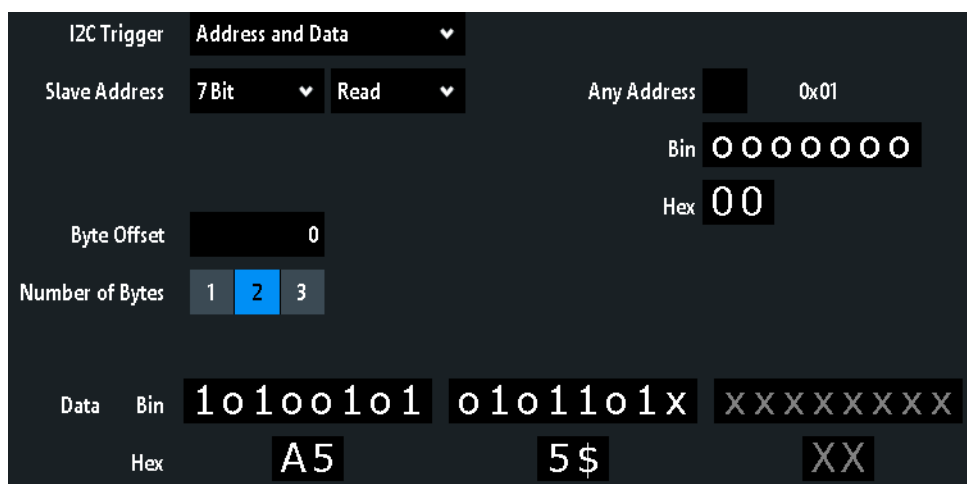 I2C Trigger Address and Data
Slave Address 7 Bit Read Any Address 0x01
Bin 0000000
Hex 00
Byte Offset 0
Number of Bytes 1 2 3
Data Bin 10100101 0101101X XXXXXXXX
Hex A5 5$ XX